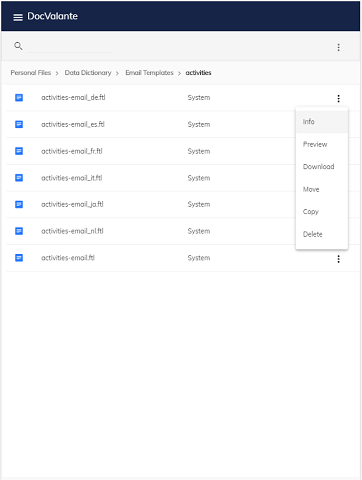 DocValante
Personal Files > Data Dictionary > Email Templates > activities
activities-email_de.ftl System
activities-email_es.ftl System
activities-email_fr.ftl System
activities-email_it.ftl System
activities-email_ja.ftl System
activities-email_nl.ftl System
activities-email.ftl System
Info
Preview
Download
Move
Copy
Delete